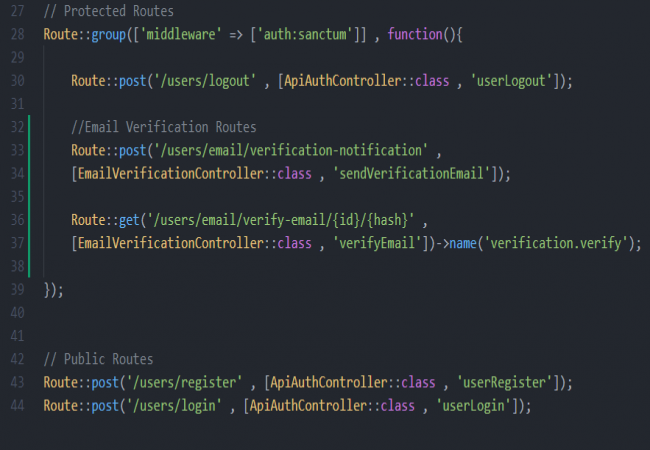 27 // Protected Routes
28 Route::group(['middleware' => ['auth:sanctum']] , function(){
29
30 Route::post('/users/logout' , [ApiAuthController::class , 'userLogout']);
31
32 //Email Verification Routes
33 Route::post('/users/email/verification-notification' ,
34 [EmailVerificationController::class , 'sendVerificationEmail']);
35
36 Route::get('/users/email/verify-email/{id}/{hash}' ,
37 [EmailVerificationController::class , 'verifyEmail'])->name('verification.verify');
38
39 });
40
41
42 // Public Routes
43 Route::post('/users/register' , [ApiAuthController::class , 'userRegister']);
44 Route::post('/users/login' , [ApiAuthController::class , 'userLogin']);